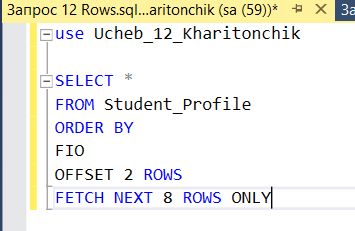 Запрос 12 Rows.sql...aritonchik (sa (59))*
use Ucheb_12_Kharitonchik
SELECT *
FROM Student_Profile
ORDER BY
FIO
OFFSET 2 ROWS
FETCH NEXT 8 ROWS ONLY